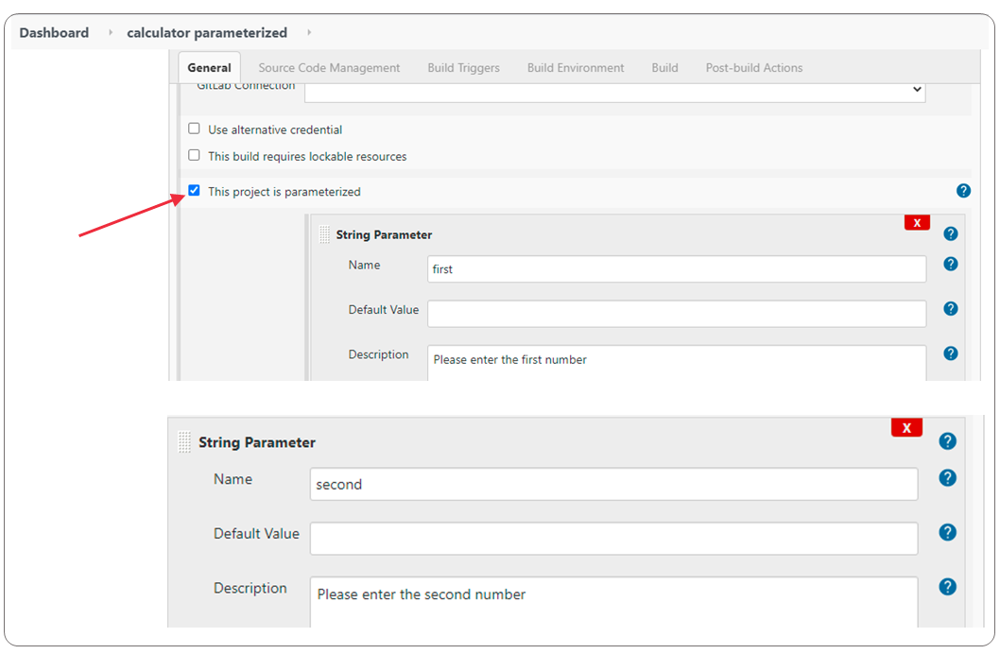 Dashboard calculator parameterized
General Source Code Management Build Triggers Build Environment Build Post-build Actions
GitLab Connection
Use alternative credential
This build requires lockable resources
This project is parameterized ?
X
String Parameter ?
Name first ?
Default Value ?
Description Please enter the first number ?
X
String Parameter ?
Name second ?
Default Value ?
Description Please enter the second number ?